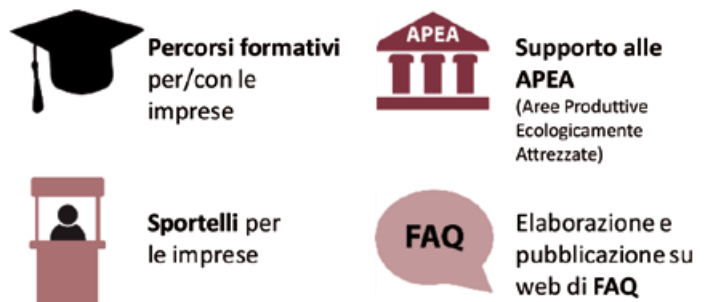 Percorsi formativi
per/con le
imprese
APEA
Supporto alle
APEA
(Aree Produttive
Ecologicamente
Attrezzate)
Sportelli per
le imprese
FAQ
Elaborazione e
pubblicazione su
web di FAQ